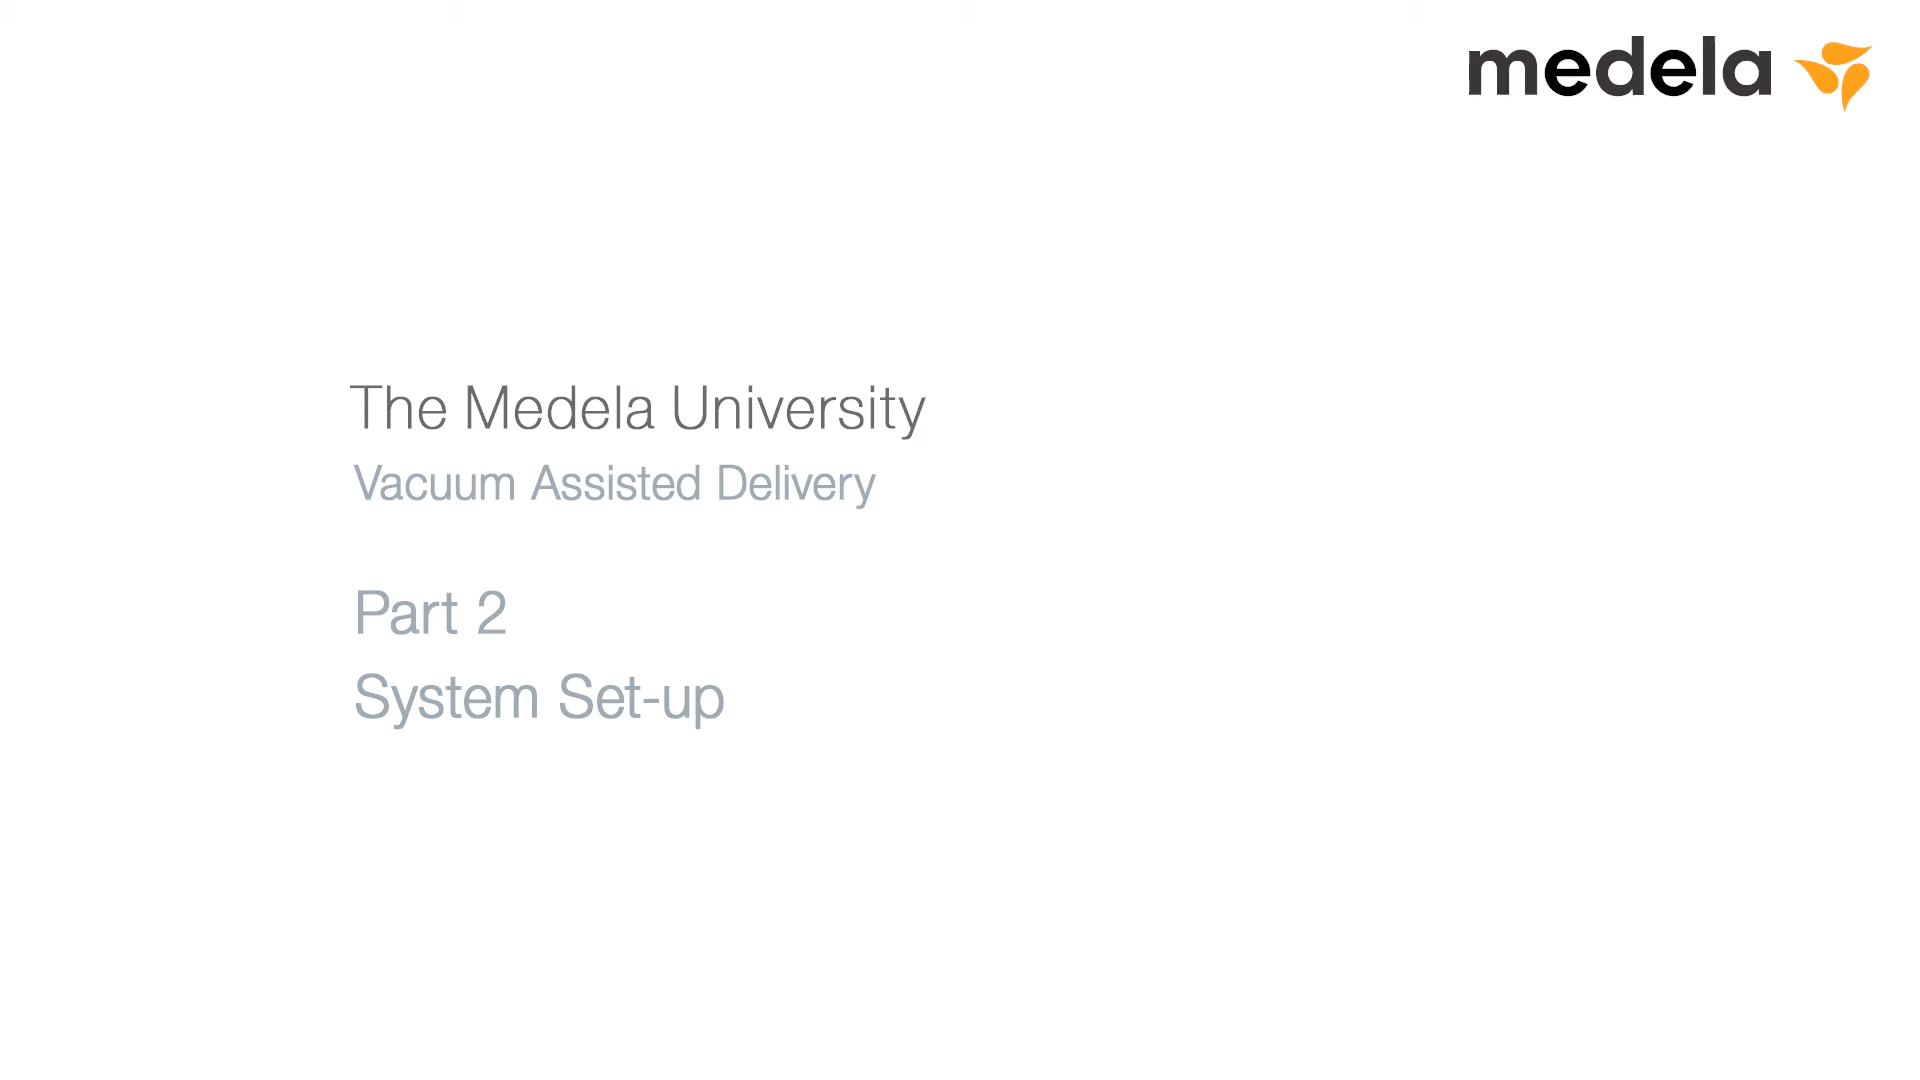 medela
The Medela University
Vacuum Assisted Delivery
Part 2
System Set-up